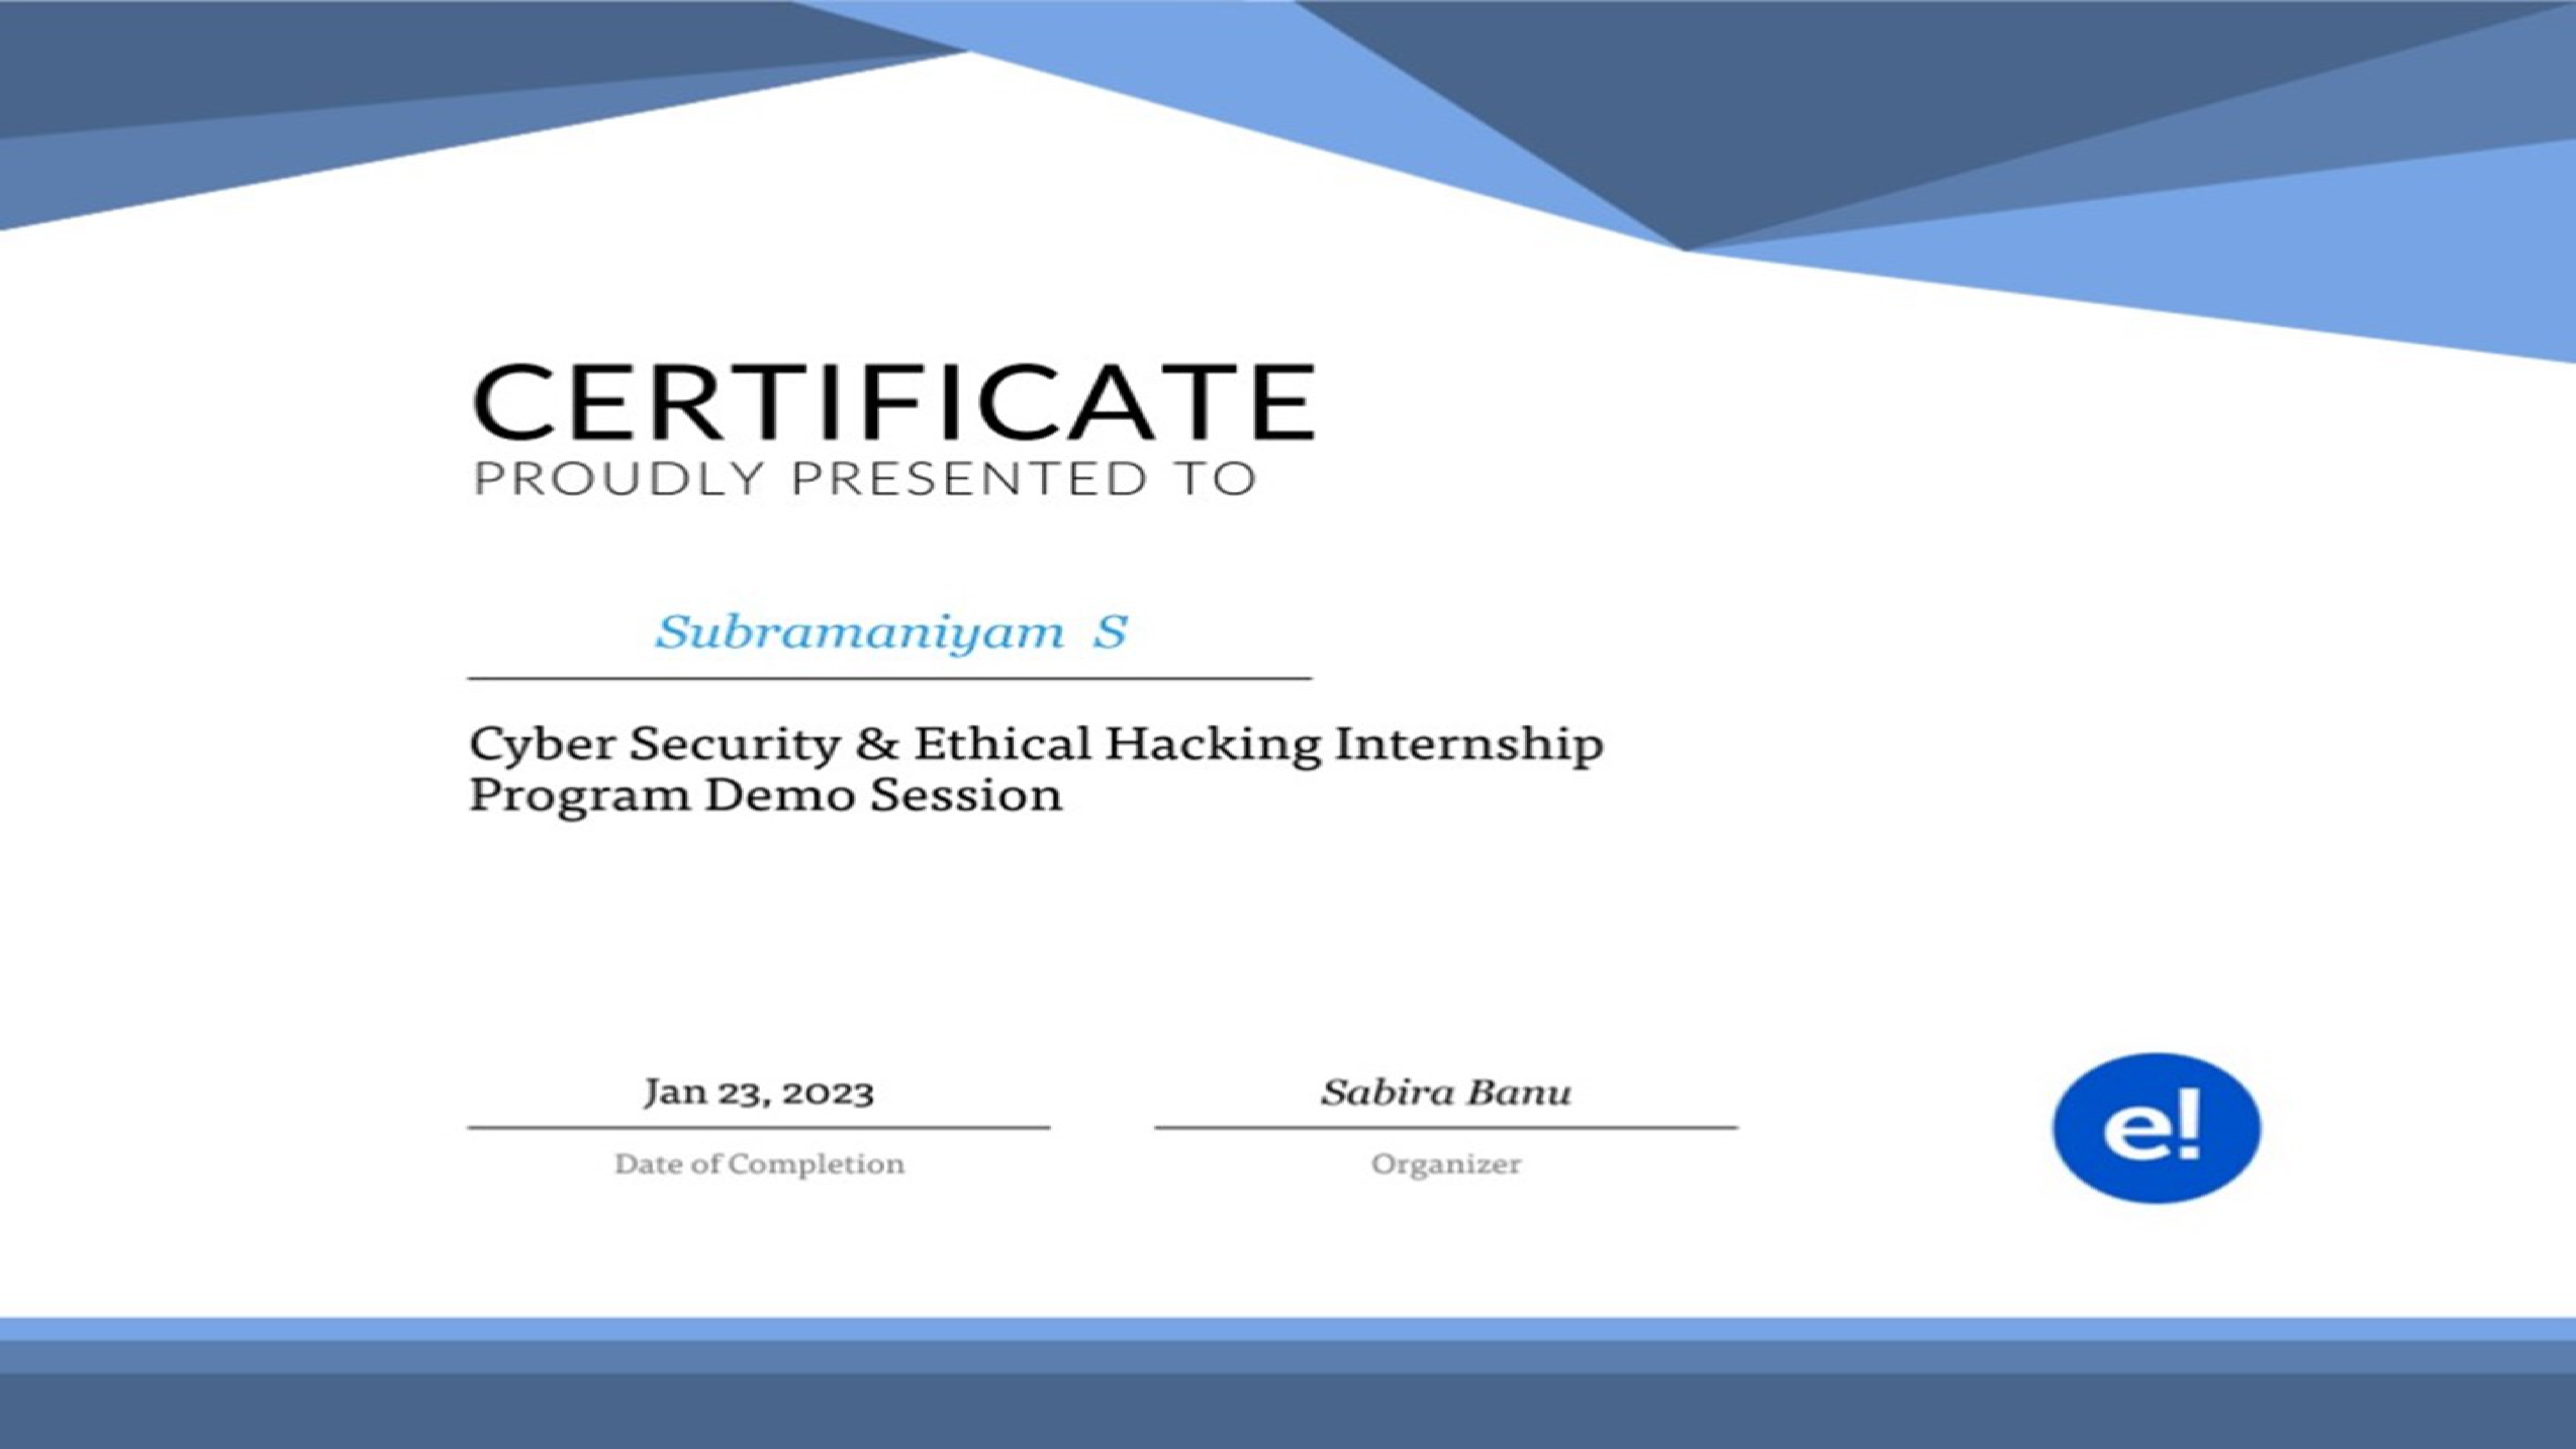 CERTIFICATE
PROUDLY PRESENTED TO
Subramaniyam S
Cyber Security & Ethical Hacking Internship
Program Demo Session
Jan 23, 2023
Date of Completion
Sabira Banu
Organizer
e!